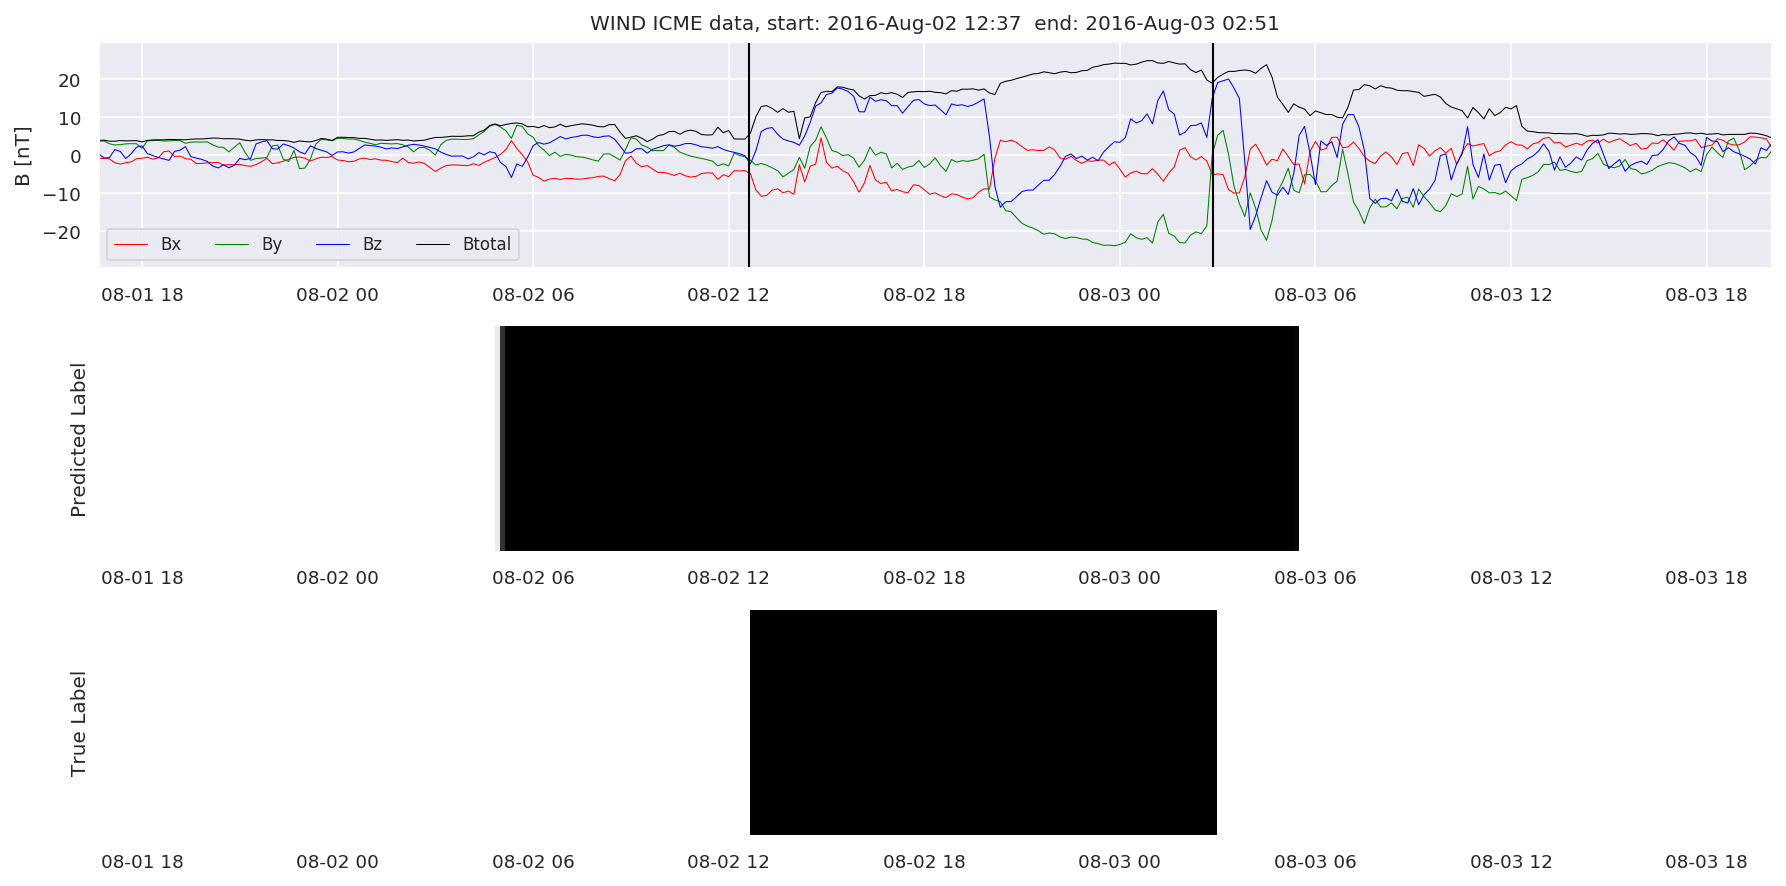 WIND ICME data, start: 2016-Aug-02 12:37  end: 2016-Aug-03 02:51
B [nT]
20
10
0
−10
−20
Bx By Bz Btotal
08-01 18 08-02 00 08-02 06 08-02 12 08-02 18 08-03 00 08-03 06 08-03 12 08-03 18
Predicted Label
08-01 18 08-02 00 08-02 06 08-02 12 08-02 18 08-03 00 08-03 06 08-03 12 08-03 18
True Label
08-01 18 08-02 00 08-02 06 08-02 12 08-02 18 08-03 00 08-03 06 08-03 12 08-03 18